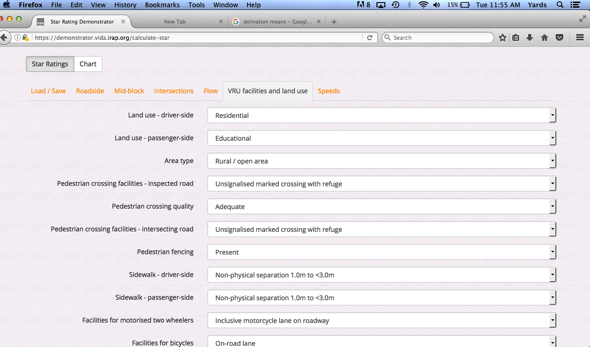 Firefox File Edit View History Bookmarks Tools Window Help 8 15% Tue 11:55 AM Yards
Star Rating Demonstrator × New Tab × delination means - Googl... × +
https://demonstrator.vida.irap.org/calculate-star Search
Star Ratings Chart
Load / Save Roadside Mid-block Intersections Flow VRU facilities and land use Speeds
Land use - driver-side Residential
Land use - passenger-side Educational
Area type Rural / open area
Pedestrian crossing facilities - inspected road Unsignalised marked crossing with refuge
Pedestrian crossing quality Adequate
Pedestrian crossing facilities - intersecting road Unsignalised marked crossing with refuge
Pedestrian fencing Present
Sidewalk - driver-side Non-physical separation 1.0m to <3.0m
Sidewalk - passenger-side Non-physical separation 1.0m to <3.0m
Facilities for motorised two wheelers Inclusive motorcycle lane on roadway
Facilities for bicycles On-road lane